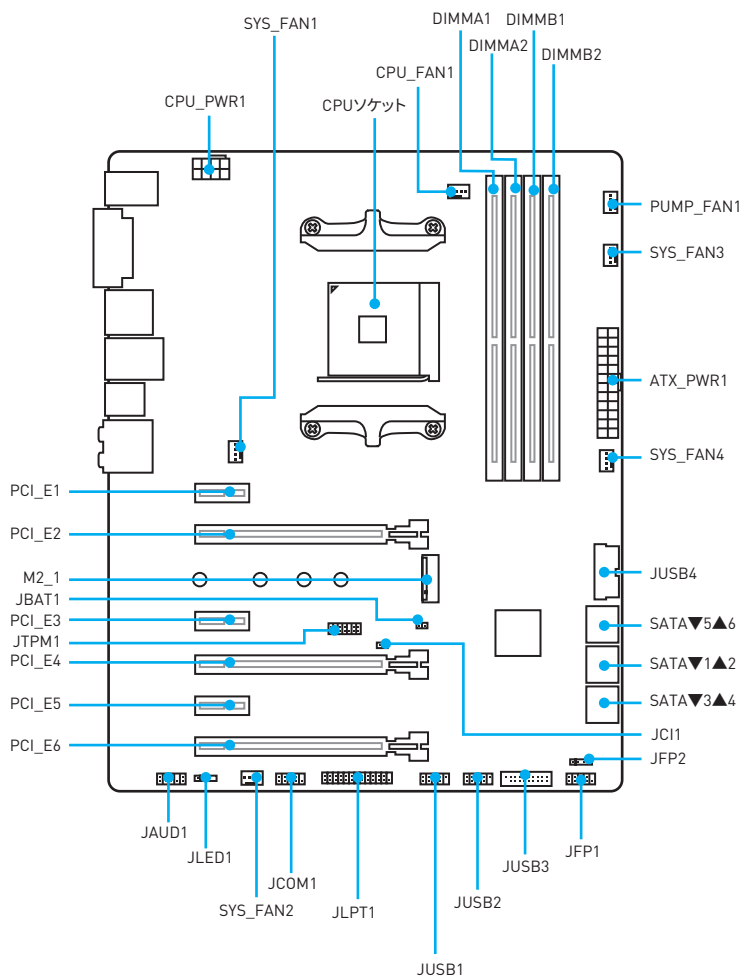 SYS_FAN1
DIMMA1
DIMMB1
DIMMA2
DIMMB2
CPU_FAN1
CPU_PWR1
CPUソケット
PUMP_FAN1
SYS_FAN3
ATX_PWR1
SYS_FAN4
PCI_E1
PCI_E2
M2_1
JUSB4
JBAT1
PCI_E3
SATA▼5▲6
JTPM1
PCI_E4
SATA▼1▲2
PCI_E5
SATA▼3▲4
JCI1
PCI_E6
JFP2
JAUD1
JLED1
JCOM1
SYS_FAN2
JLPT1
JUSB1
JUSB2
JUSB3
JFP1